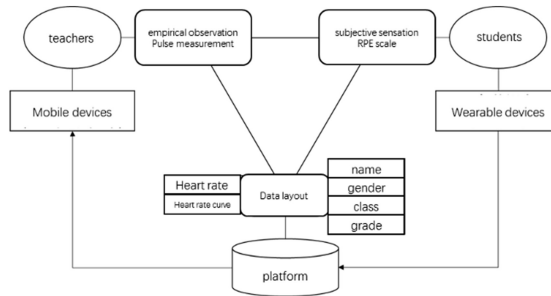 teachers
empirical observation
Pulse measurement
subjective sensation
RPE scale
students
Mobile devices
Wearable devices
Heart rate
Heart rate curve
Data layout
name
gender
class
grade
platform